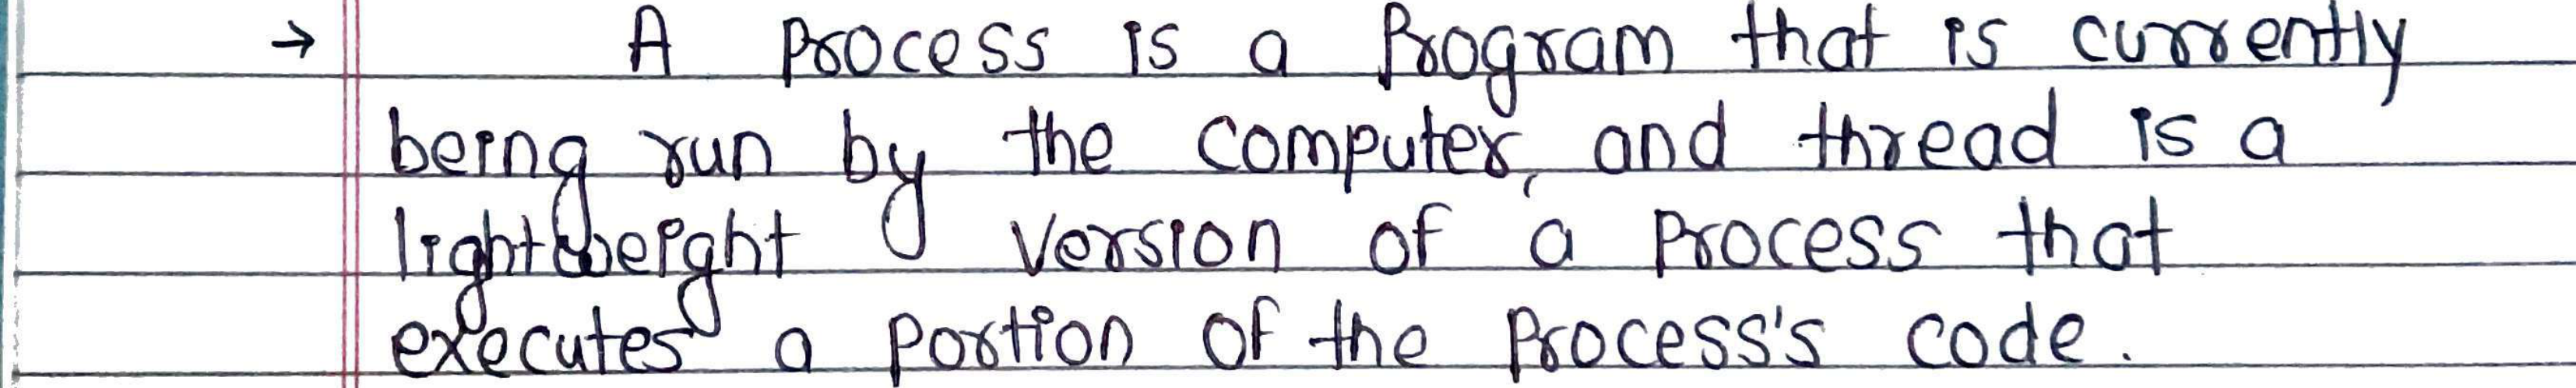 → A process is a Program that is currently
being run by the computer, and thread is a
lightweight version of a process that
executes a portion of the process's code.